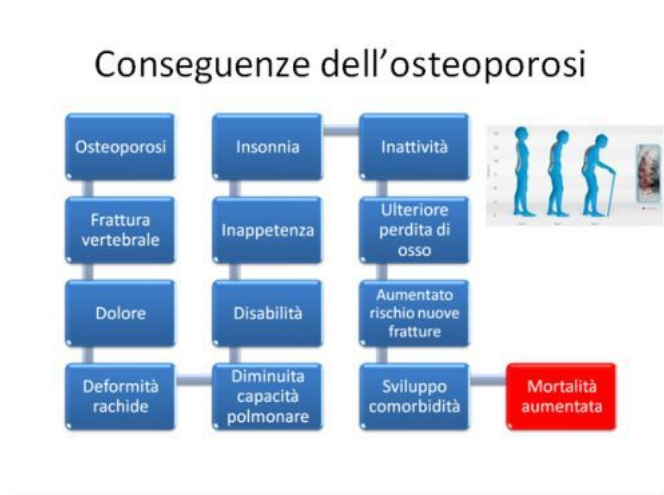 Conseguenze dell'osteoporosi
Osteoporosi
Frattura
vertebrale
Dolore
Deformità
rachide
Diminuita
capacità
polmonare
Disabilità
Inappetenza
Insonnia
Inattività
Ulteriore
perdita di
osso
Aumentato
rischio nuove
fratture
Sviluppo
comorbidità
Mortalità
aumentata